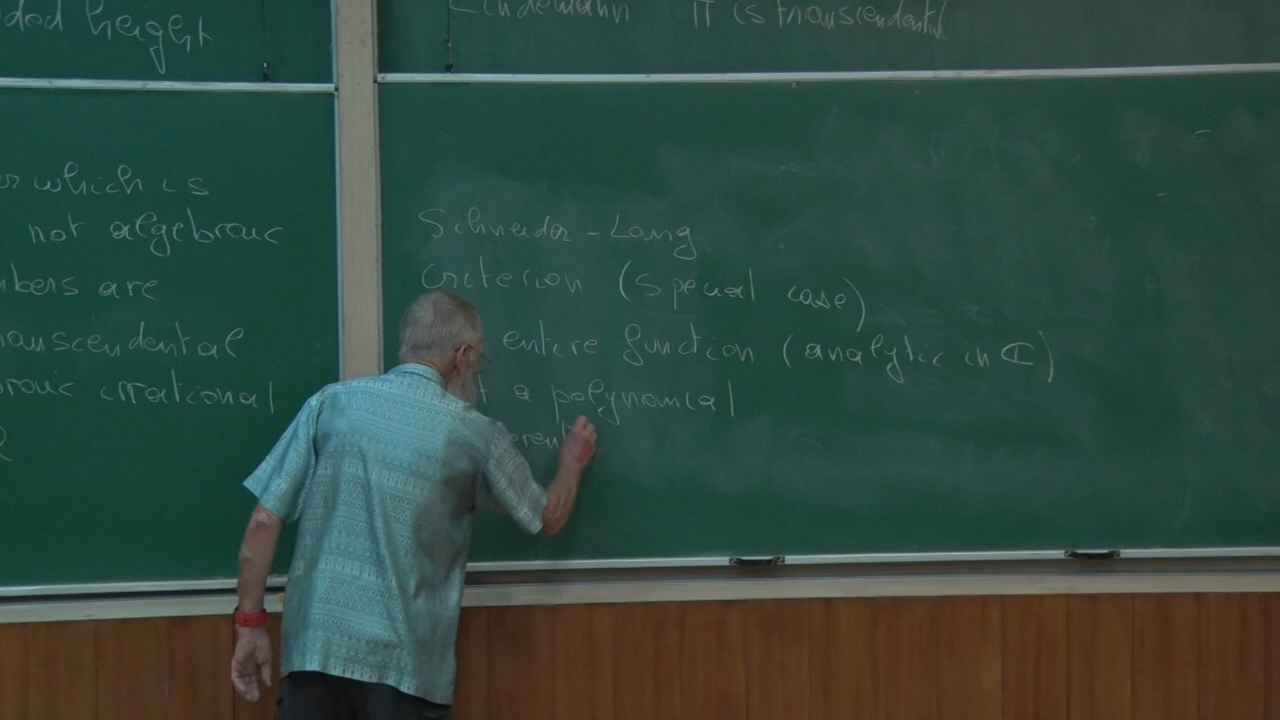 height
which is
not algebraic
are
irrational
Lindemann π is transcendental
Schneider - Lang
criterion (special case)
entire function (analytic in ℂ)
a polynomial